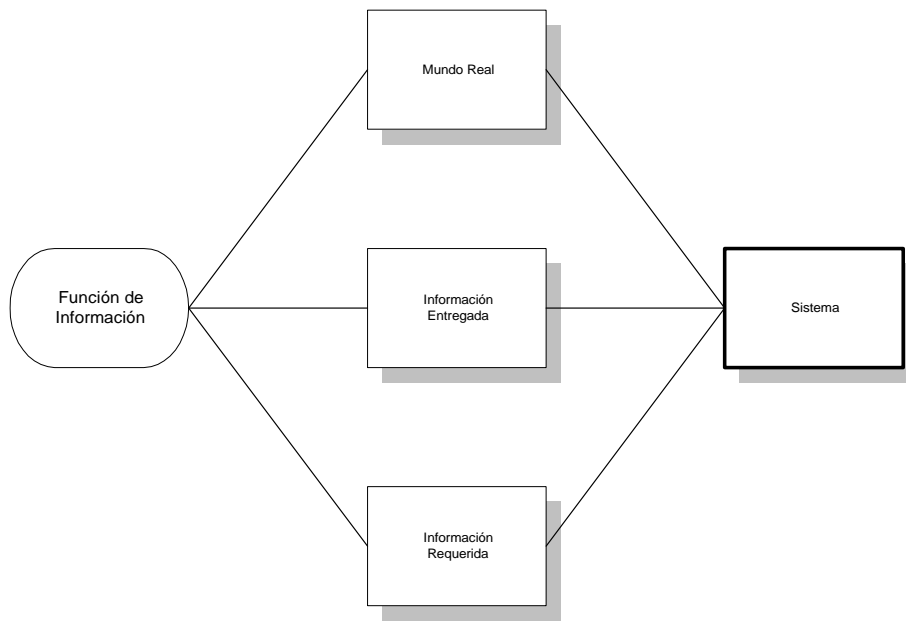 Mundo Real
Función de
Información
Información
Entregada
Sistema
Información
Requerida